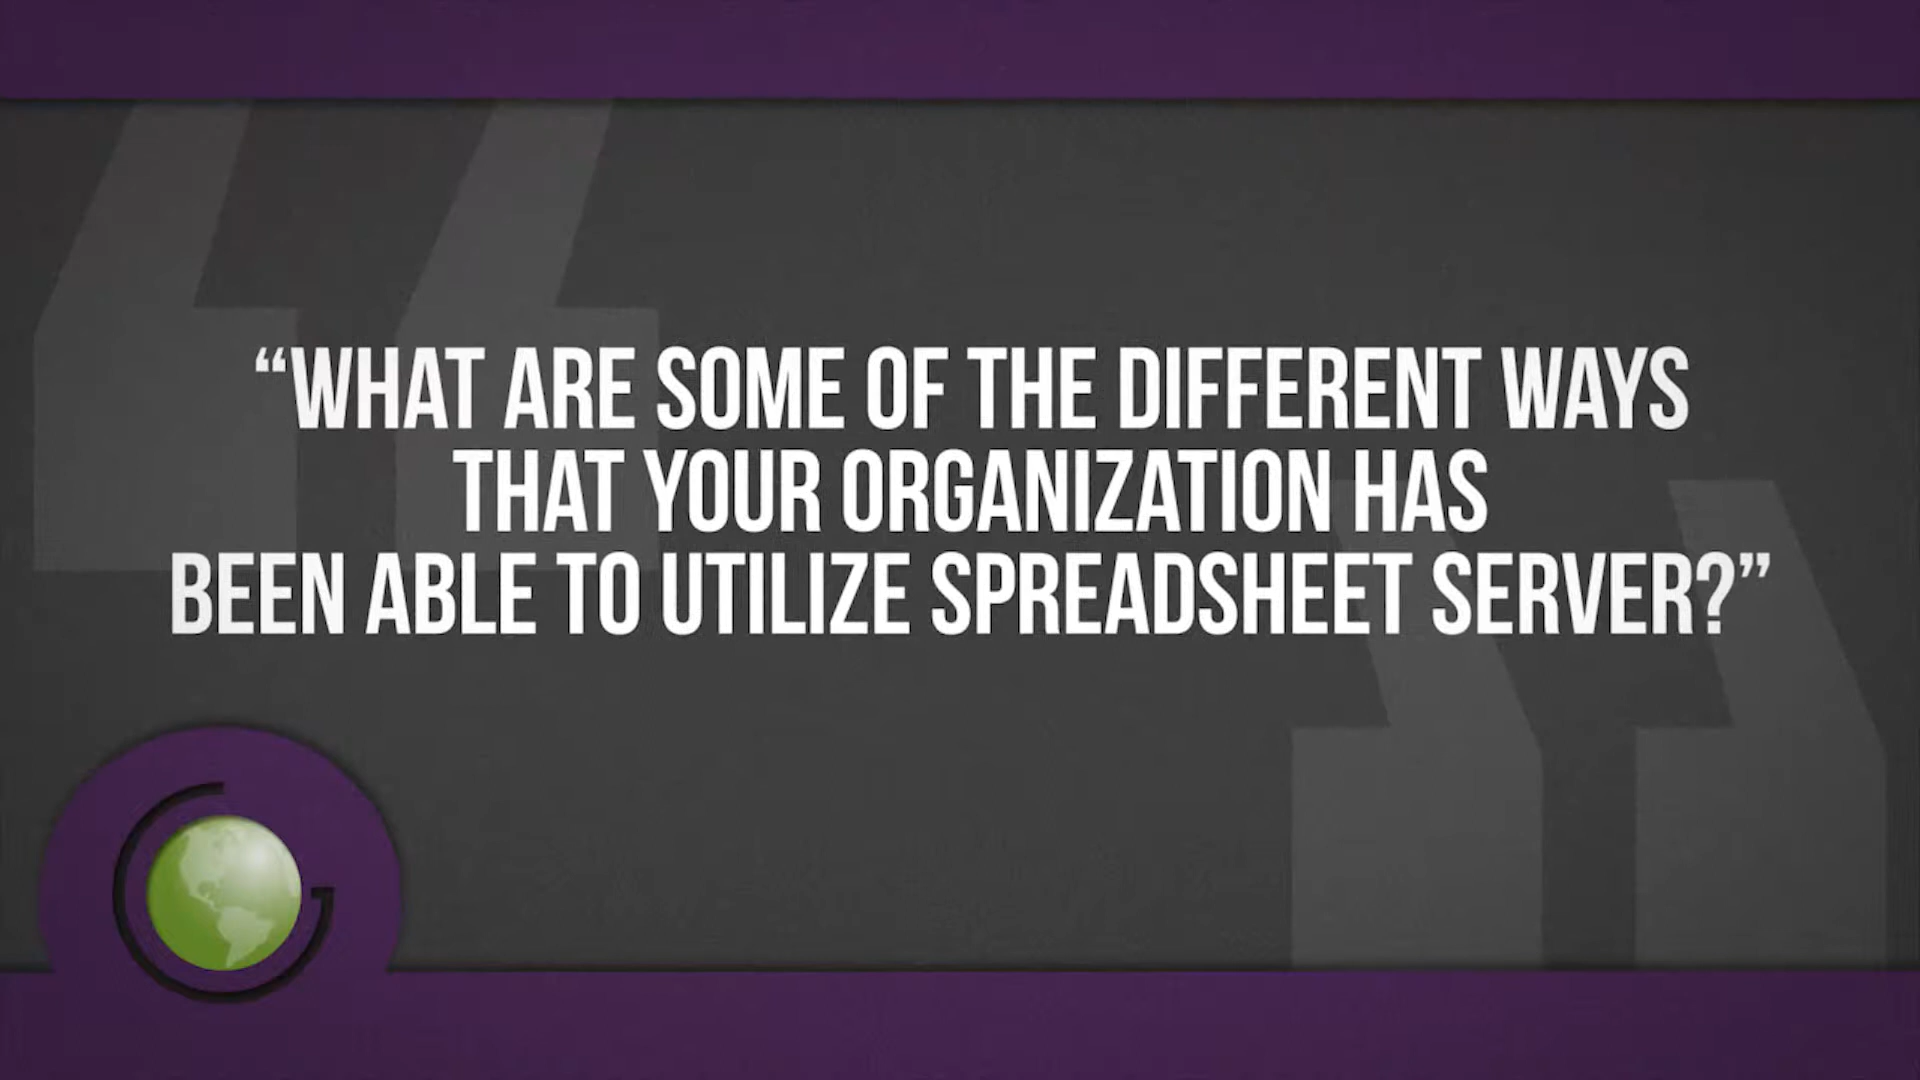 “WHAT ARE SOME OF THE DIFFERENT WAYS
THAT YOUR ORGANIZATION HAS
BEEN ABLE TO UTILIZE SPREADSHEET SERVER?”